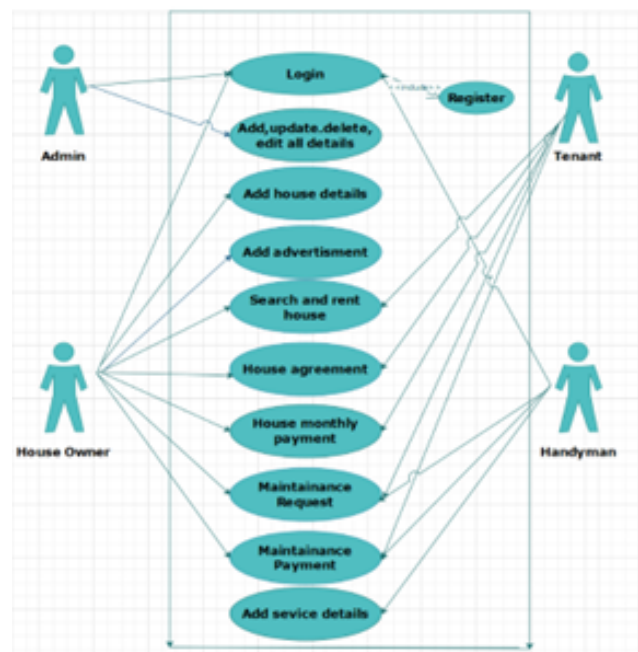 Login
include
Register
Admin
Add,update.delete,
edit all details
Tenant
Add house details
Add advertisment
Search and rent
house
House agreement
House Owner
Handyman
House monthly
payment
Maintainance
Request
Maintainance
Payment
Add sevice details